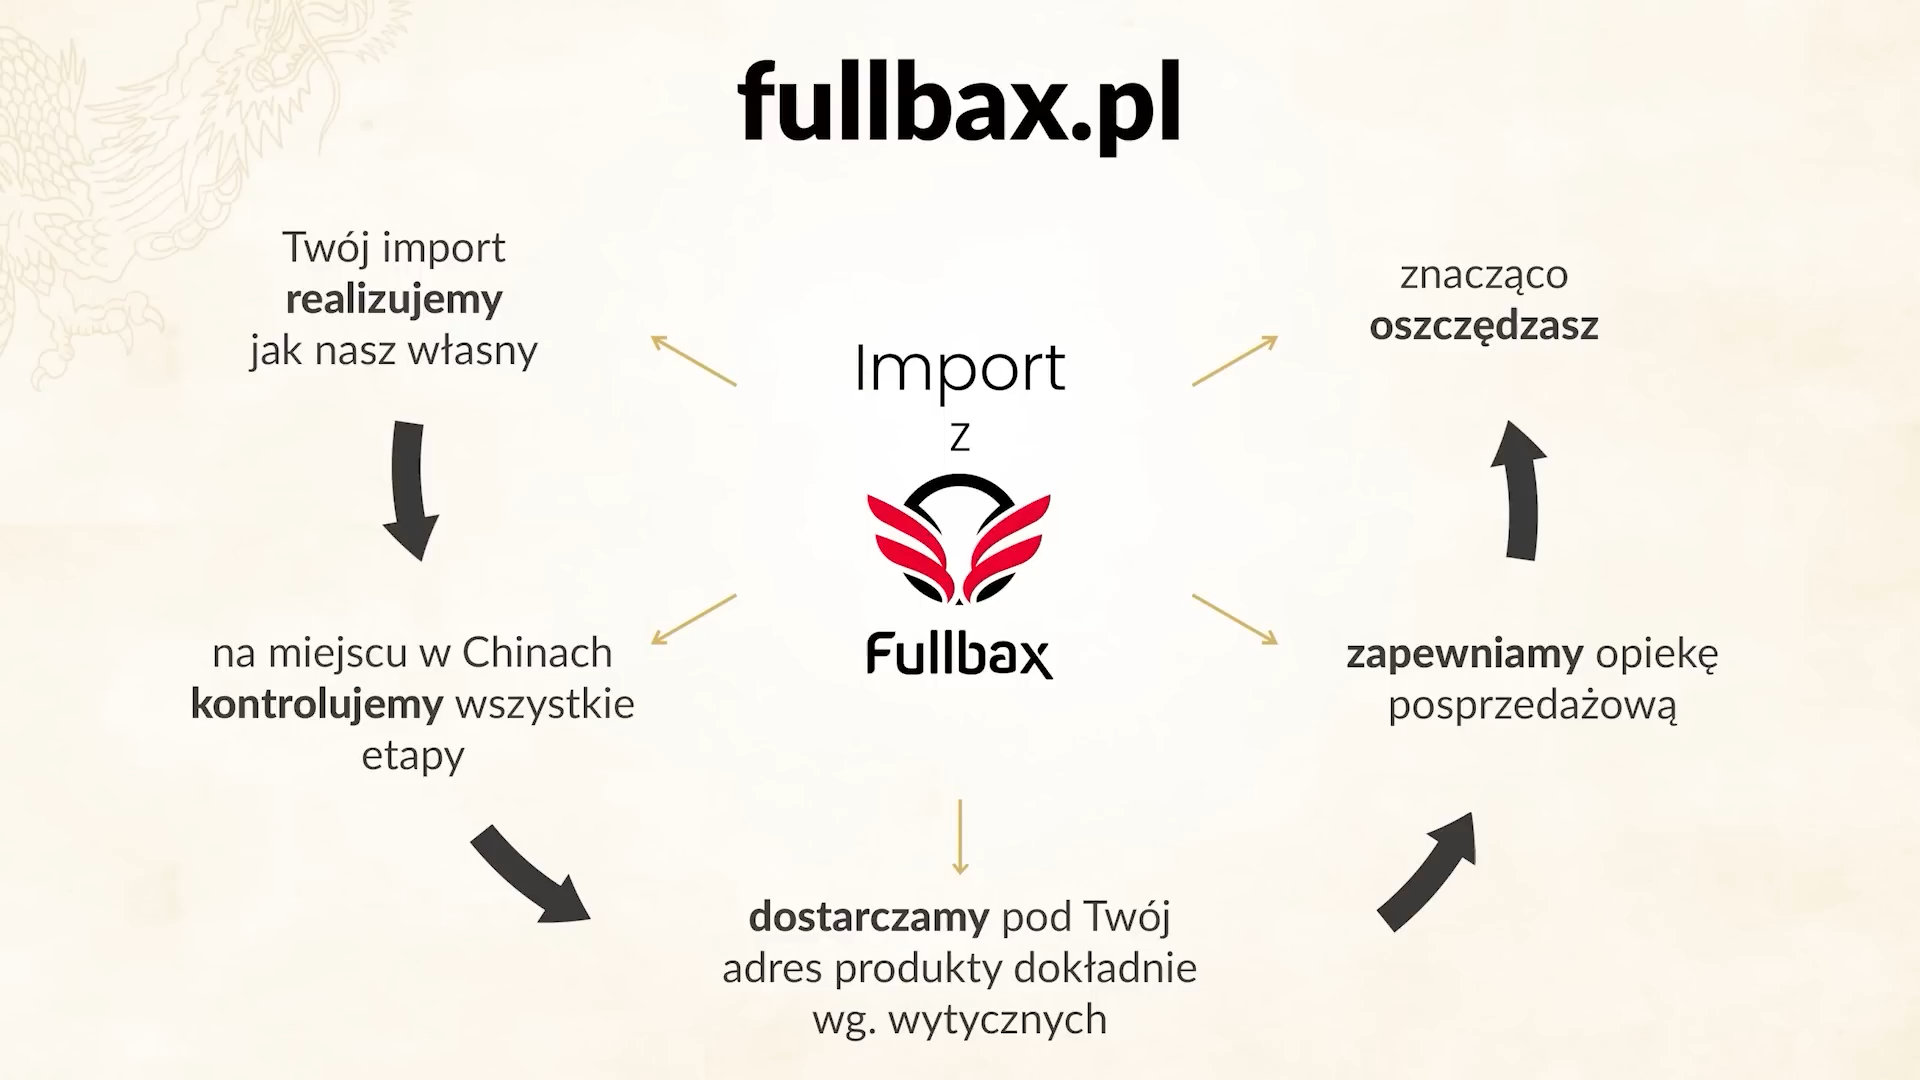 fullbax.pl
Twój import
realizujemy
jak nasz własny
na miejscu w Chinach
kontrolujemy wszystkie
etapy
dostarczamy pod Twój
adres produkty dokładnie
wg. wytycznych
zapewniamy opiekę
posprzedażową
znacząco
oszczędzasz
Import
z
Fullbax